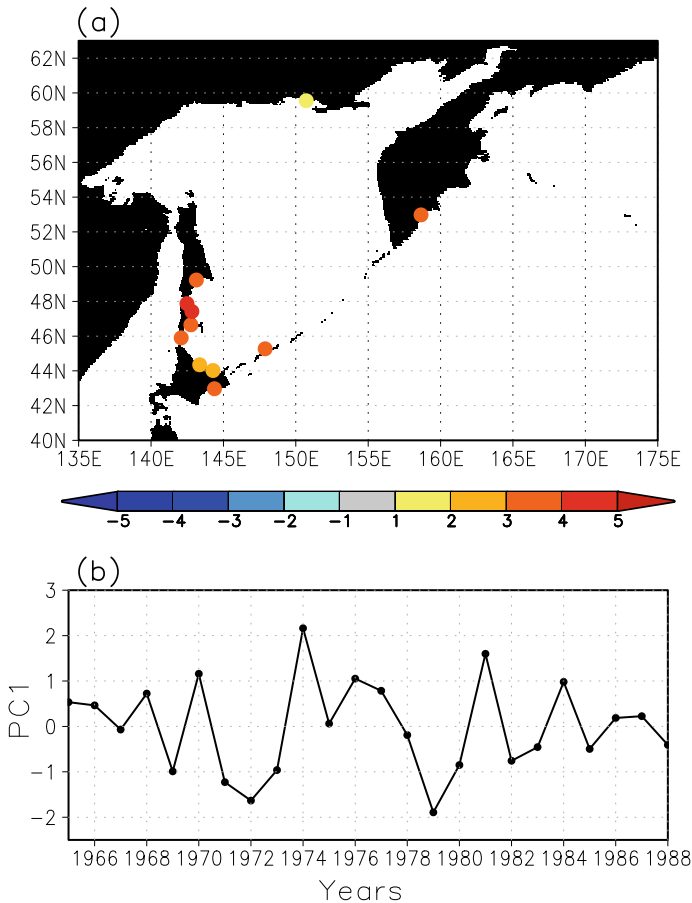 (a)
62N
60N
58N
56N
54N
52N
50N
48N
46N
44N
42N
40N
135E 140E 145E 150E 155E 160E 165E 170E 175E
-5 -4 -3 -2 -1 1 2 3 4 5
(b)
3
2
1
0
-1
-2
PC1
1966 1968 1970 1972 1974 1976 1978 1980 1982 1984 1986 1988
Years